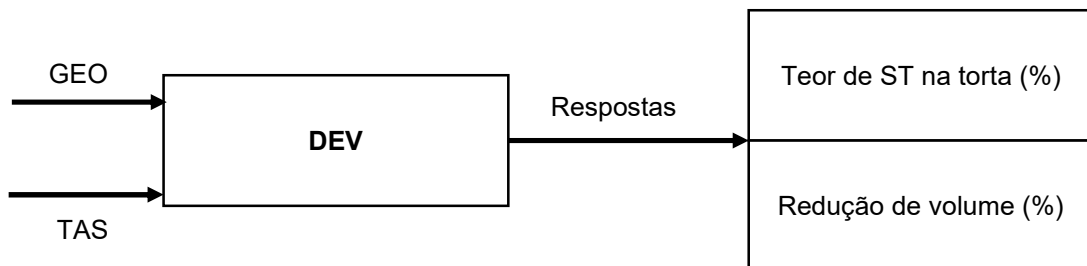 GEO
TAS
DEV
Respostas
Teor de ST na torta (%)
Redução de volume (%)